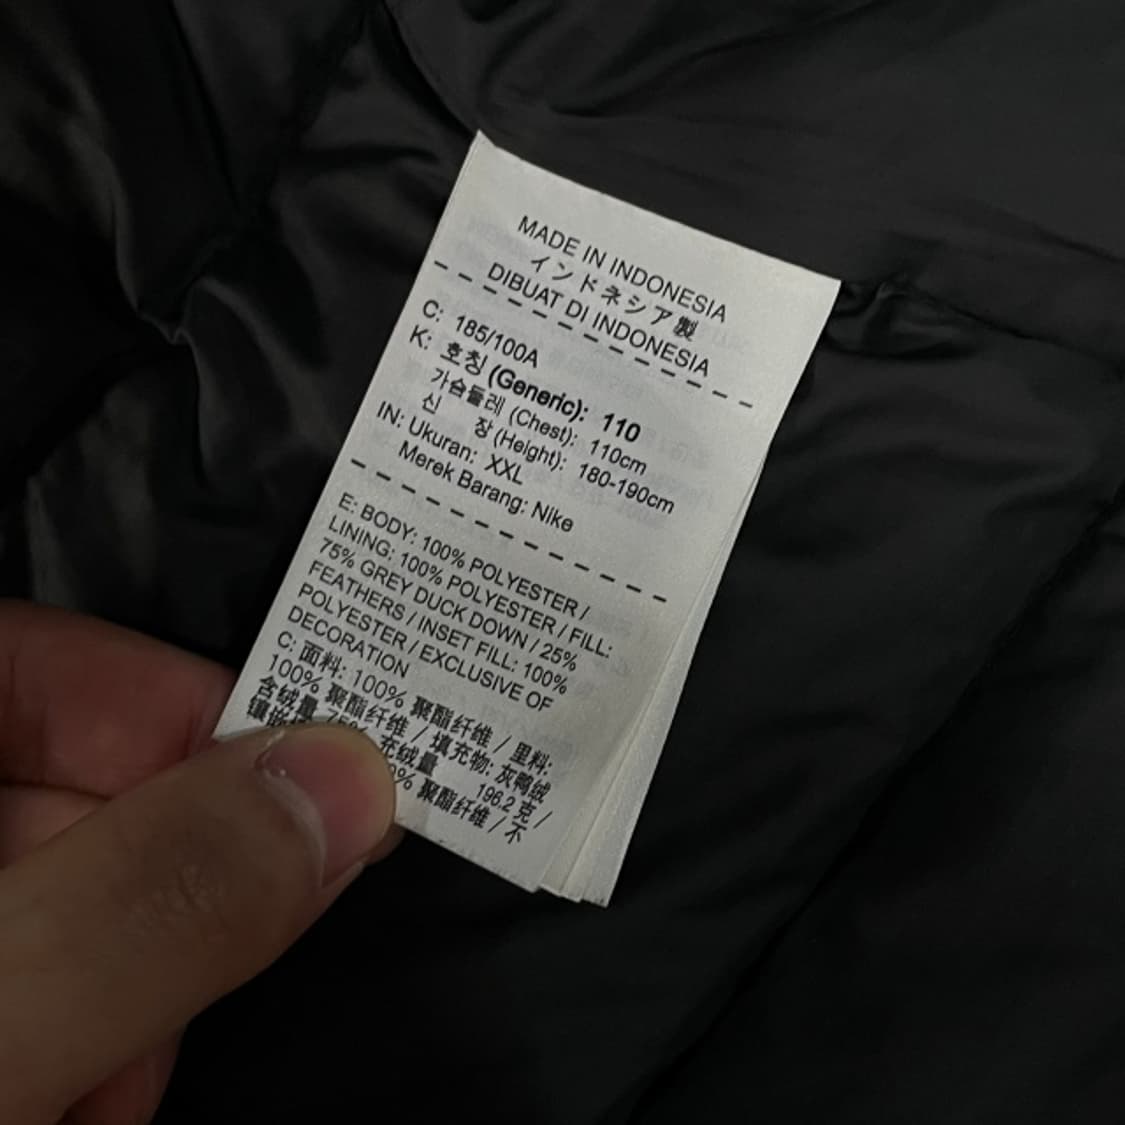 MADE IN INDONESIA
インドネシア製
DIBUAT DI INDONESIA
C: 185/100A
K: 호칭 (Generic): 110
가슴둘레 (Chest): 110cm
신 장 (Height): 180-190cm
IN: Ukuran: XXL
Merek Barang: Nike
E: BODY: 100% POLYESTER /
LINING: 100% POLYESTER / FILL:
75% GREY DUCK DOWN / 25%
FEATHERS / INSET FILL: 100%
POLYESTER / EXCLUSIVE OF
DECORATION
C: 面料: 100% 聚酯纤维 / 里料:
100% 聚酯纤维 / 填充物: 灰鸭绒
含绒量 充绒量 196.2 克 /
聚酯纤维 / 不